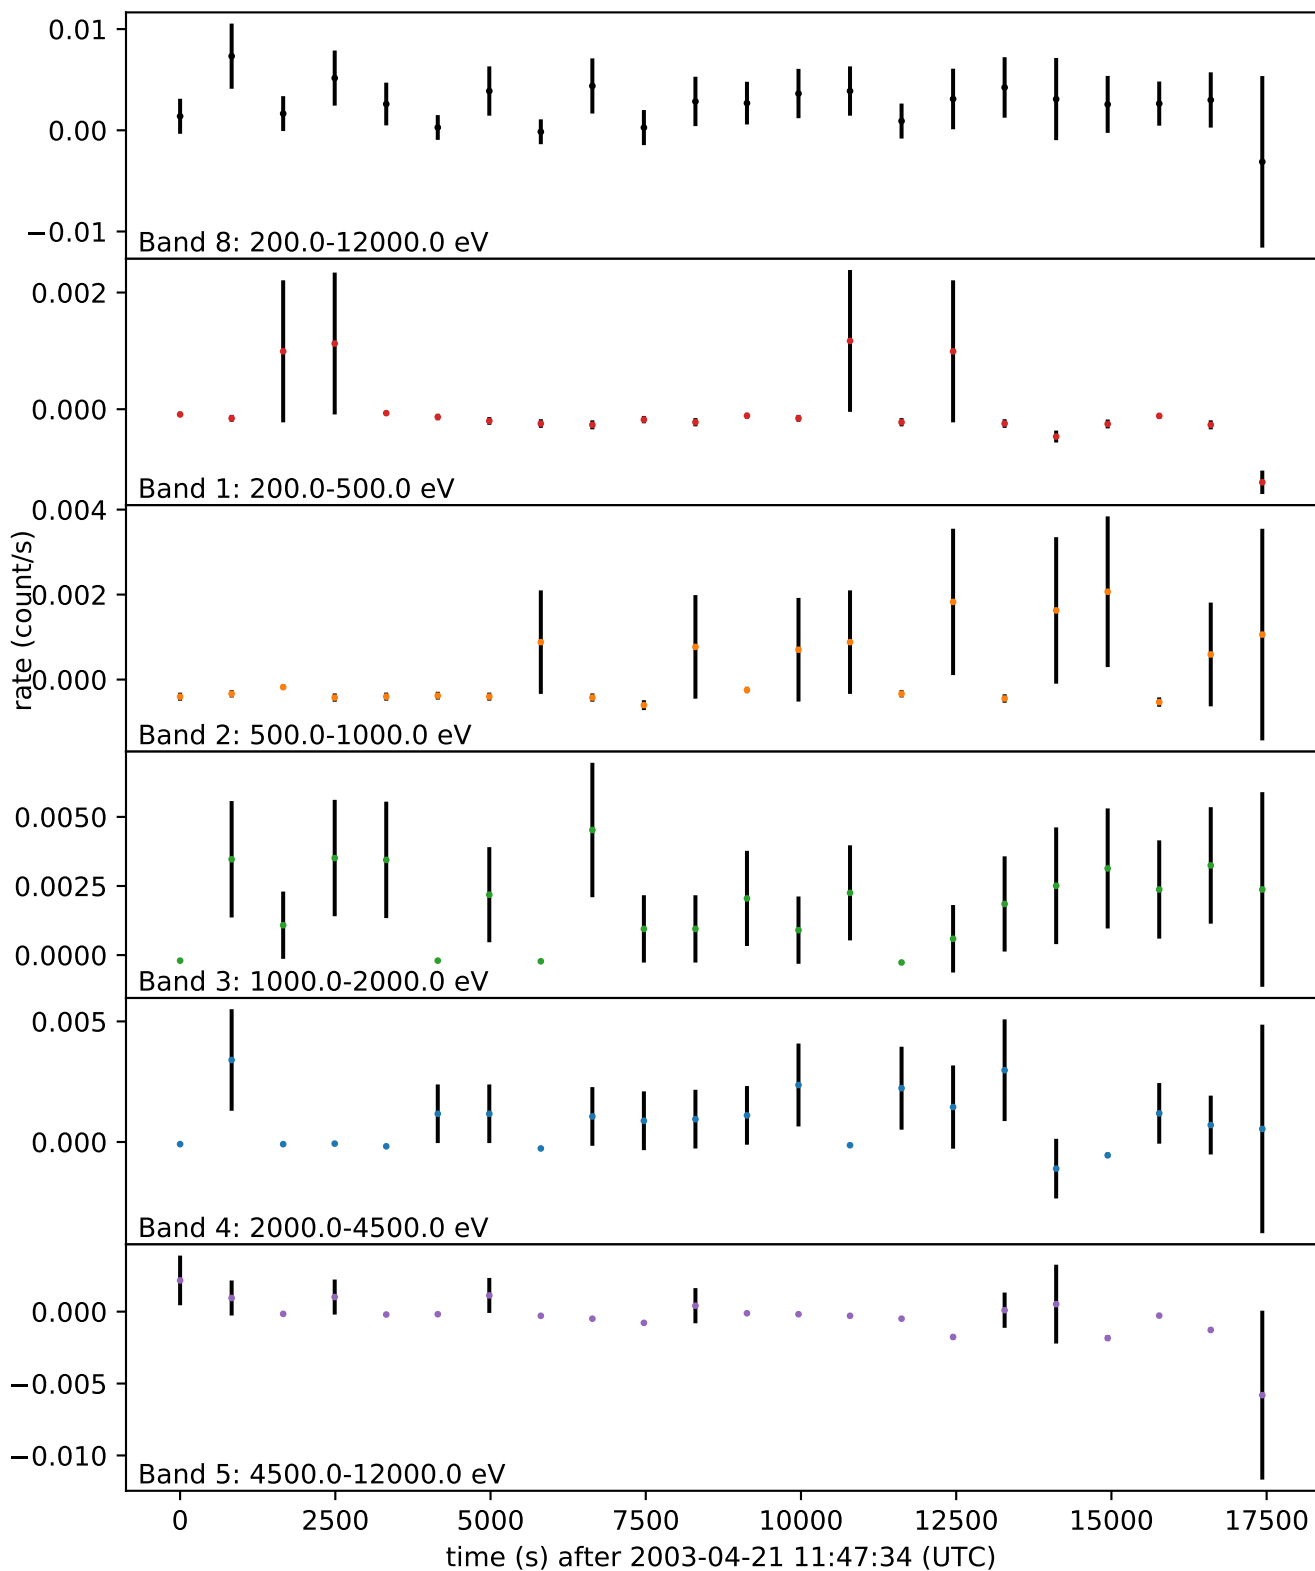 0.01
0.00
−0.01
Band 8: 200.0-12000.0 eV
0.002
0.000
Band 1: 200.0-500.0 eV
rate (count/s)
0.004
0.002
0.000
Band 2: 500.0-1000.0 eV
0.0050
0.0025
0.0000
Band 3: 1000.0-2000.0 eV
0.005
0.000
Band 4: 2000.0-4500.0 eV
0.000
−0.005
−0.010
Band 5: 4500.0-12000.0 eV
0 2500 5000 7500 10000 12500 15000 17500
time (s) after 2003-04-21 11:47:34 (UTC)